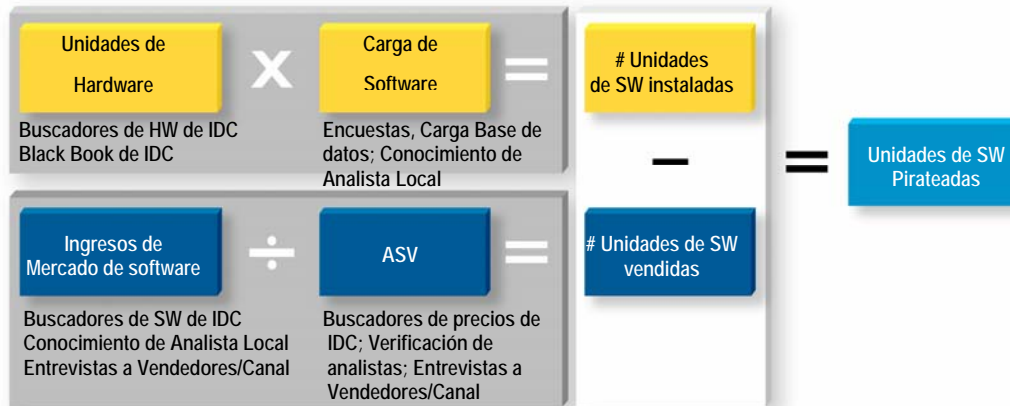 Unidades de
Hardware
X
Carga de
Software
=
# Unidades
de SW instaladas
Buscadores de HW de IDC
Black Book de IDC
Encuestas, Carga Base de
datos; Conocimiento de
Analista Local
−
=
Unidades de SW
Pirateadas
Ingresos de
Mercado de software
÷
ASV
=
# Unidades de SW
vendidas
Buscadores de SW de IDC
Conocimiento de Analista Local
Entrevistas a Vendedores/Canal
Buscadores de precios de
IDC; Verificación de
analistas; Entrevistas a
Vendedores/Canal